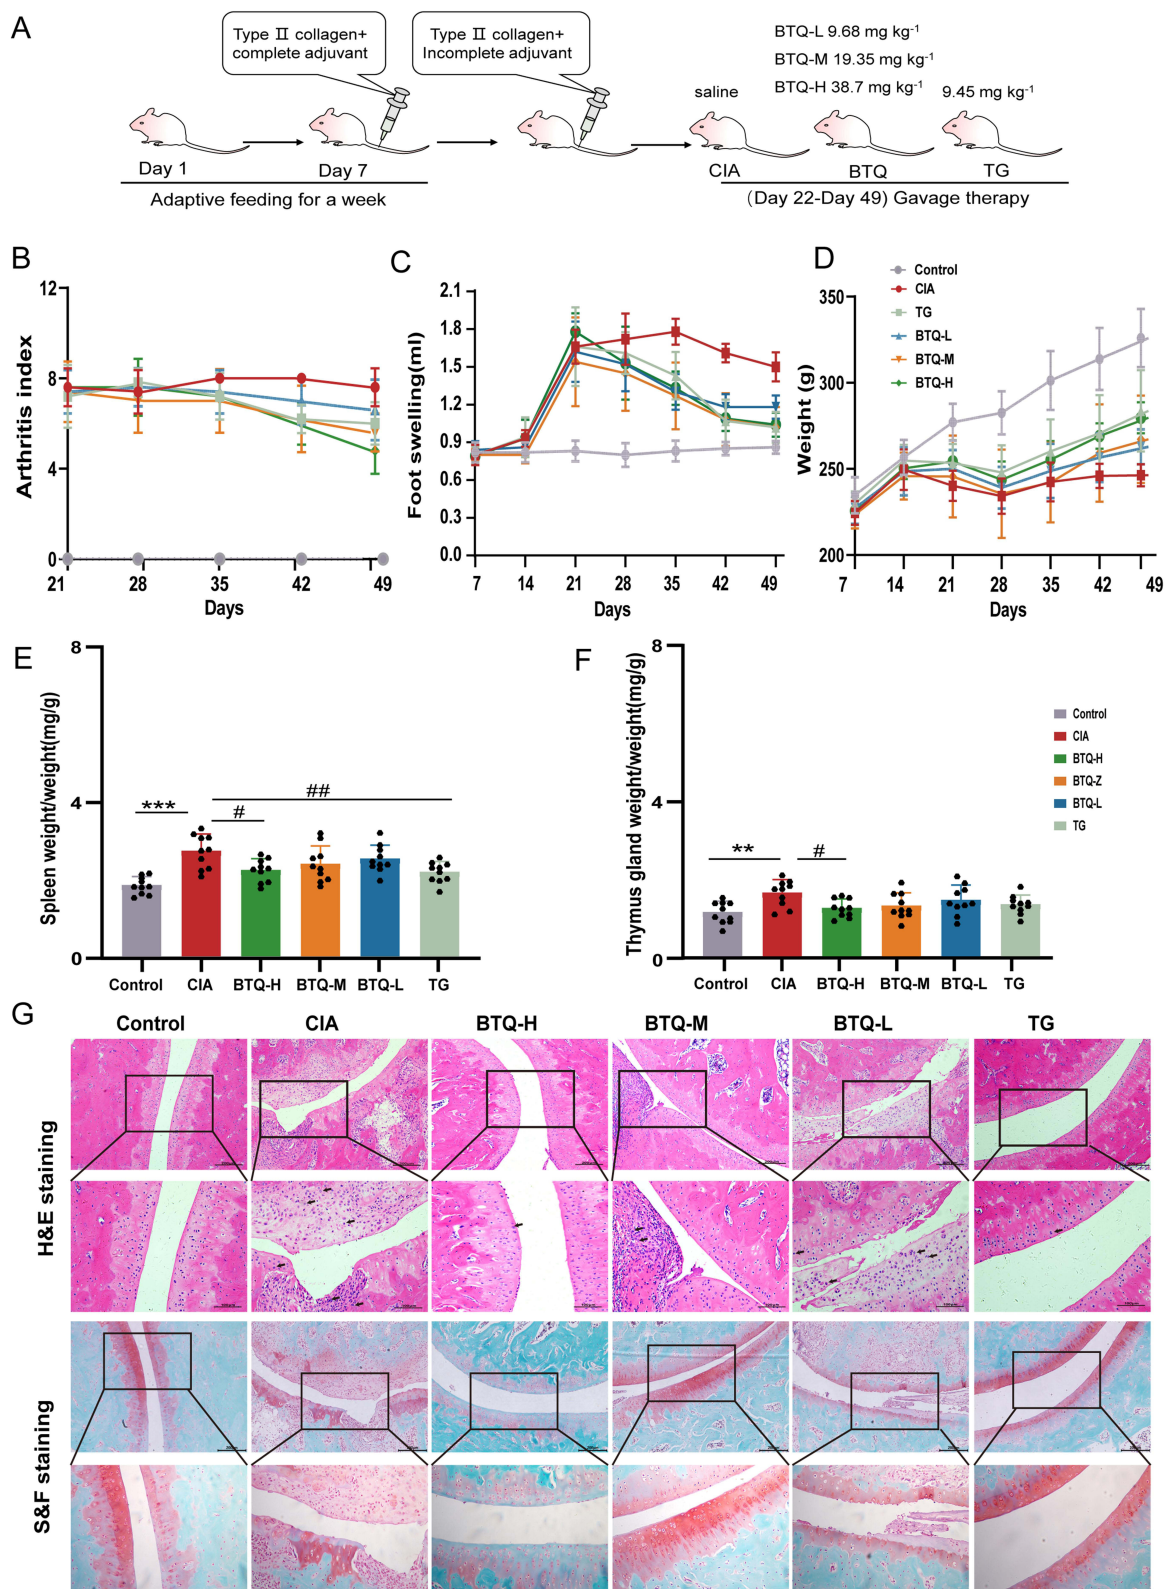 A
Type Ⅱ collagen+
complete adjuvant
Type Ⅱ collagen+
Incomplete adjuvant
BTQ-L 9.68 mg kg⁻¹
BTQ-M 19.35 mg kg⁻¹
BTQ-H 38.7 mg kg⁻¹
saline
9.45 mg kg⁻¹
Day 1
Day 7
CIA
BTQ
TG
Adaptive feeding for a week
(Day 22-Day 49) Gavage therapy
B
Arthritis index
12
8
4
0
21 28 35 42 49
Days
C
Foot swelling(ml)
2.1
1.8
1.5
1.2
0.9
0.6
0.3
0.0
7 14 21 28 35 42 49
Days
D
Control
CIA
TG
BTQ-L
BTQ-M
BTQ-H
Weight (g)
350
300
250
200
7 14 21 28 35 42 49
Days
E
Spleen weight/weight(mg/g)
8
4
0
***
#
##
Control CIA BTQ-H BTQ-M BTQ-L TG
F
Thymus gland weight/weight(mg/g)
8
4
0
**
#
Control CIA BTQ-H BTQ-M BTQ-L TG
Control
CIA
BTQ-H
BTQ-Z
BTQ-L
TG
G
Control CIA BTQ-H BTQ-M BTQ-L TG
H&E staining
S&F staining